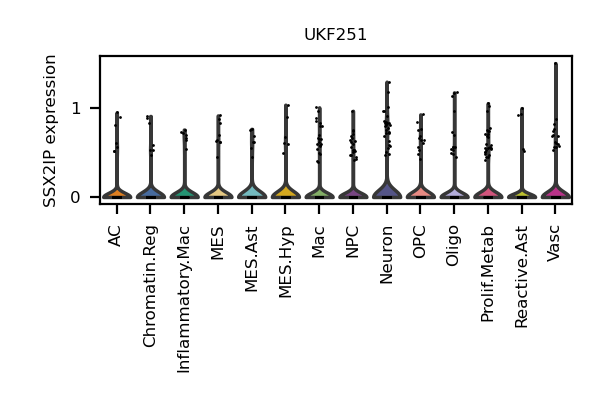 UKF251
SSX2IP expression
1
0
AC
Chromatin.Reg
Inflammatory.Mac
MES
MES.Ast
MES.Hyp
Mac
NPC
Neuron
OPC
Oligo
Prolif.Metab
Reactive.Ast
Vasc